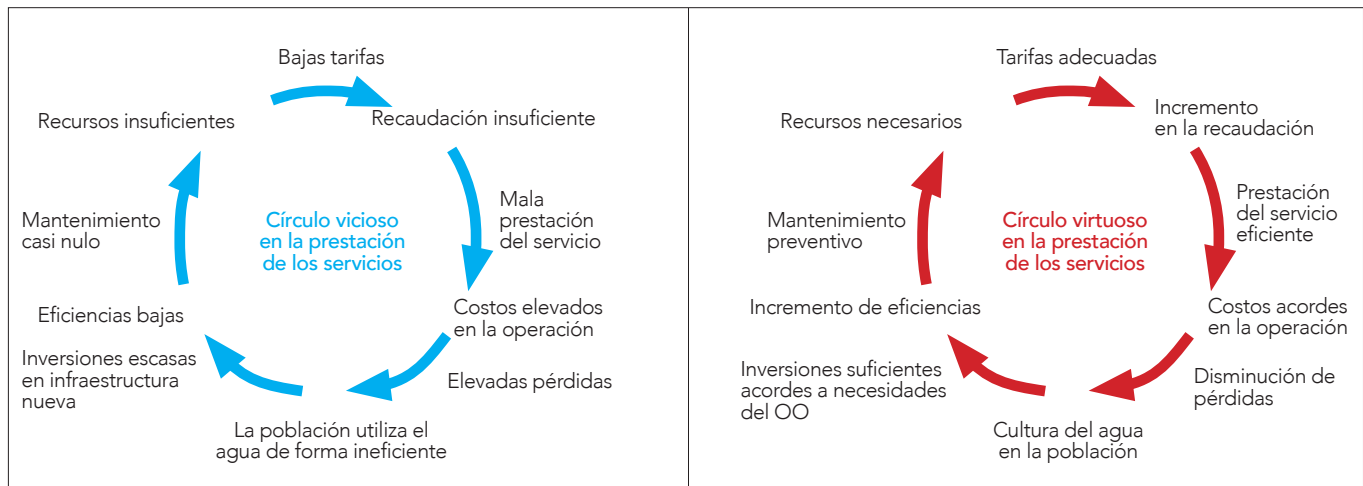 Bajas tarifas
Recaudación insuficiente
Mala
prestación
del servicio
Costos elevados
en la operación
Elevadas pérdidas
La población utiliza el
agua de forma ineficiente
Inversiones escasas
en infraestructura
nueva
Eficiencias bajas
Mantenimiento
casi nulo
Recursos insuficientes
Círculo vicioso
en la prestación
de los servicios
Tarifas adecuadas
Incremento
en la recaudación
Prestación
del servicio
eficiente
Costos acordes
en la operación
Disminución de
pérdidas
Cultura del agua
en la población
Inversiones suficientes
acordes a necesidades
del OO
Incremento de eficiencias
Mantenimiento
preventivo
Recursos necesarios
Círculo virtuoso
en la prestación
de los servicios